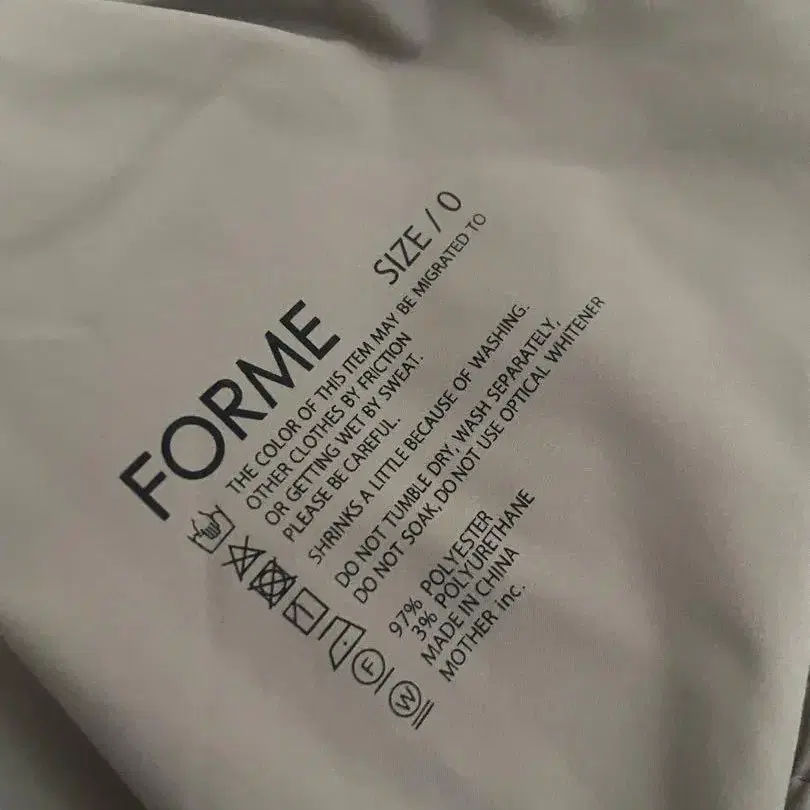 FORME SIZE / 0
THE COLOR OF THIS ITEM MAY BE MIGRATED TO
OTHER CLOTHES BY FRICTION
OR GETTING WET BY SWEAT.
PLEASE BE CAREFUL.
SHRINKS A LITTLE BECAUSE OF WASHING.
DO NOT TUMBLE DRY, WASH SEPARATELY,
DO NOT SOAK, DO NOT USE OPTICAL WHITENER
97% POLYESTER
3% POLYURETHANE
MADE IN CHINA
MOTHER inc.
F
W